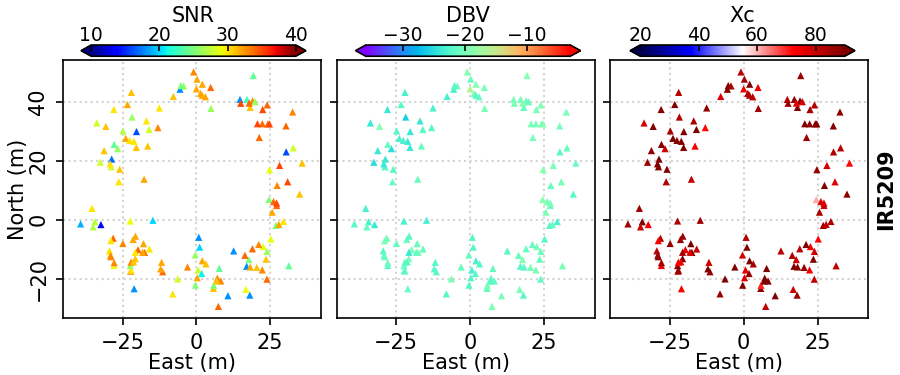 SNR DBV Xc
10 20 30 40 −30 −20 −10 20 40 60 80
40
20
0
−20
North (m)
IR5209
−25 0 25 −25 0 25 −25 0 25
East (m) East (m) East (m)